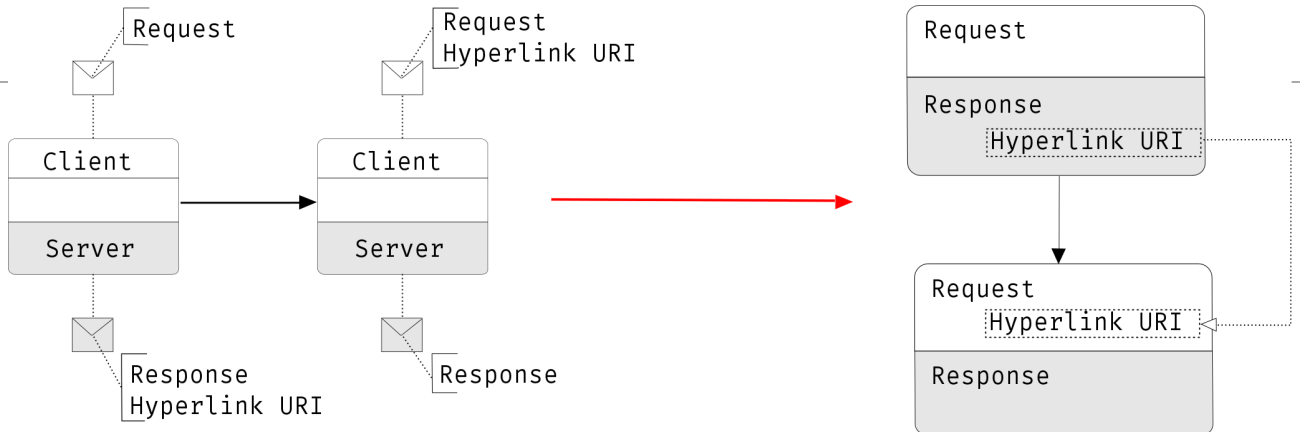 Request
Client
Server
Response
Hyperlink URI
Request
Hyperlink URI
Client
Server
Response
Request
Response
Hyperlink URI
Request
Hyperlink URI
Response